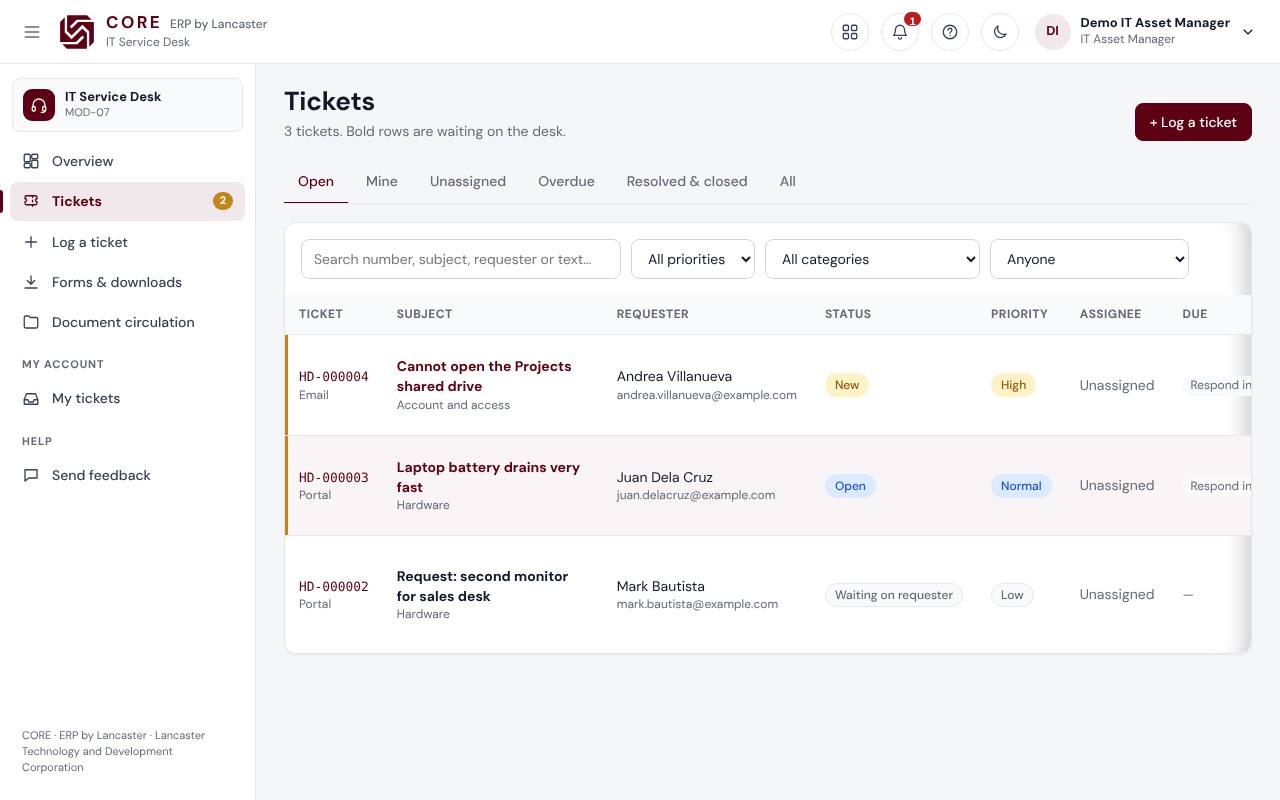 CORE ERP by Lancaster
IT Service Desk
1
DI
Demo IT Asset Manager
IT Asset Manager
IT Service Desk
MOD-07
Overview
Tickets 2
Log a ticket
Forms & downloads
Document circulation
MY ACCOUNT
My tickets
HELP
Send feedback
CORE · ERP by Lancaster · Lancaster
Technology and Development
Corporation
Tickets
3 tickets. Bold rows are waiting on the desk.
+ Log a ticket
Open Mine Unassigned Overdue Resolved & closed All
Search number, subject, requester or text... All priorities All categories Anyone
TICKET SUBJECT REQUESTER STATUS PRIORITY ASSIGNEE DUE
HD-000004
Email
Cannot open the Projects
shared drive
Account and access
Andrea Villanueva
andrea.villanueva@example.com
New
High
Unassigned
Respond in
HD-000003
Portal
Laptop battery drains very
fast
Hardware
Juan Dela Cruz
juan.delacruz@example.com
Open
Normal
Unassigned
Respond in
HD-000002
Portal
Request: second monitor
for sales desk
Hardware
Mark Bautista
mark.bautista@example.com
Waiting on requester
Low
Unassigned
—